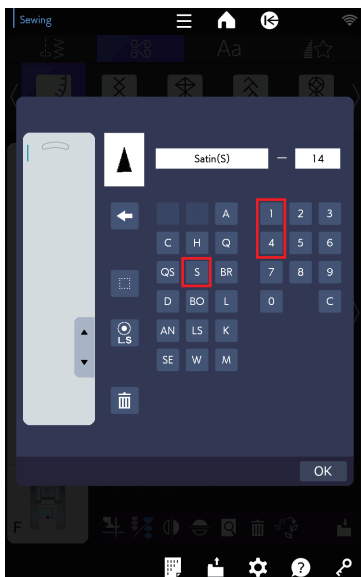 Sewing
Aa
Satin(S) – 14
A 1 2 3
C H Q 4 5 6
QS S BR 7 8 9
D BO L 0 C
L.S
AN LS K
SE W M
OK
F
?